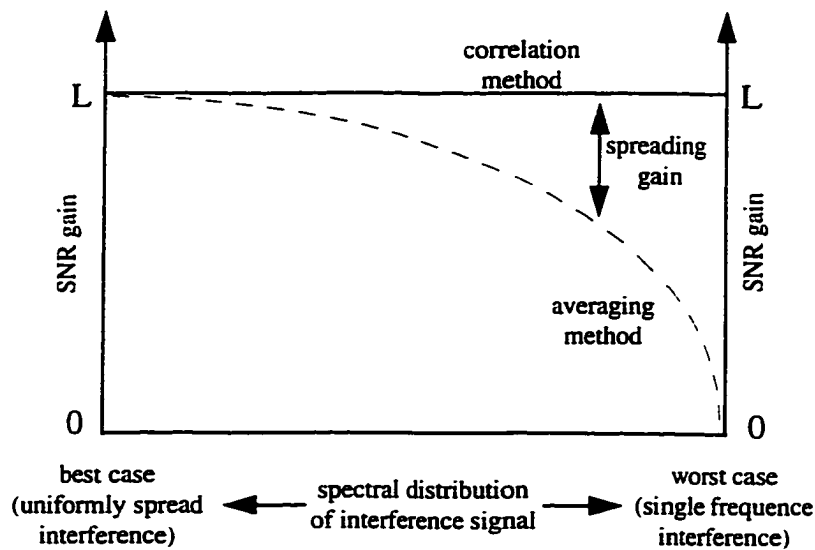 correlation
method
L
L
spreading
gain
SNR gain
SNR gain
averaging
method
0
0
best case
(uniformly spread
interference)
spectral distribution
of interference signal
worst case
(single frequence
interference)